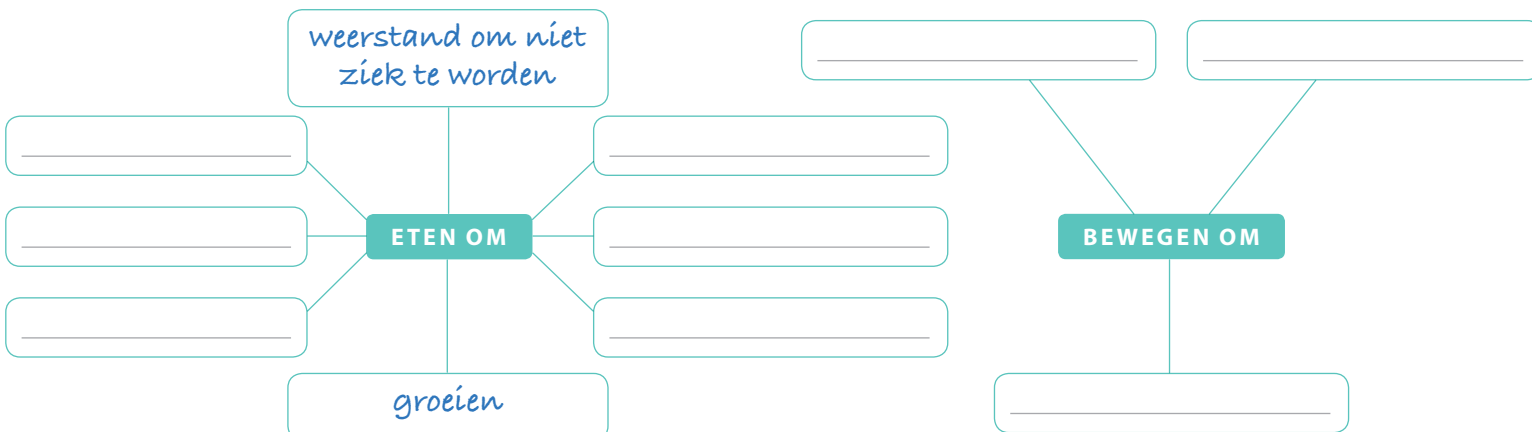 weerstand om niet
ziek te worden
ETEN OM
groeien
BEWEGEN OM